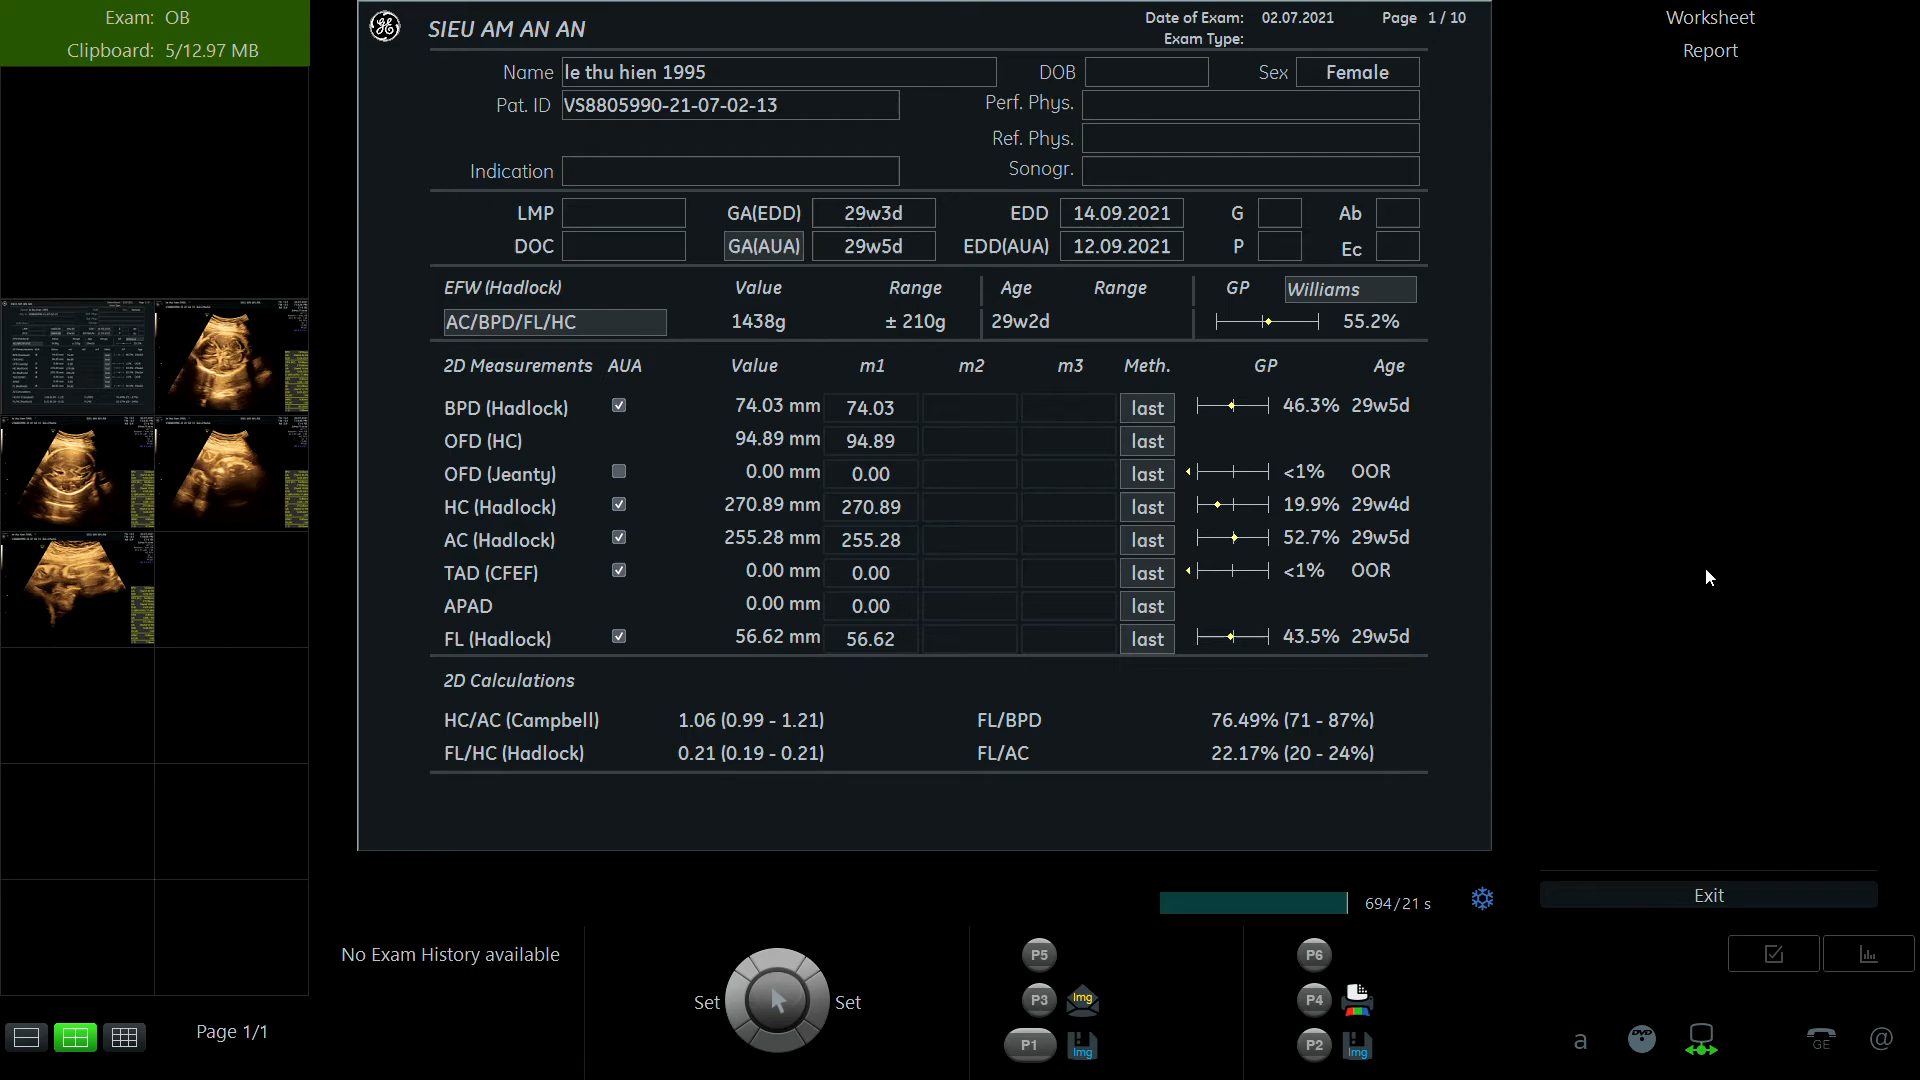 Exam: OB
Clipboard: 5/12.97 MB
SIEU AM AN AN
Date of Exam: 02.07.2021 Page 1 / 10
Exam Type:
Name le thu hien 1995 DOB Sex Female
Pat. ID VS8805990-21-07-02-13 Perf. Phys.
Ref. Phys.
Indication Sonogr.
LMP GA(EDD) 29w3d EDD 14.09.2021 G Ab
DOC GA(AUA) 29w5d EDD(AUA) 12.09.2021 P Ec
EFW (Hadlock) Value Range Age Range GP Williams
AC/BPD/FL/HC 1438g ± 210g 29w2d 55.2%
2D Measurements AUA Value m1 m2 m3 Meth. GP Age
BPD (Hadlock) 74.03 mm 74.03 last 46.3% 29w5d
OFD (HC) 94.89 mm 94.89 last
OFD (Jeanty) 0.00 mm 0.00 last <1% OOR
HC (Hadlock) 270.89 mm 270.89 last 19.9% 29w4d
AC (Hadlock) 255.28 mm 255.28 last 52.7% 29w5d
TAD (CFEF) 0.00 mm 0.00 last <1% OOR
APAD 0.00 mm 0.00 last
FL (Hadlock) 56.62 mm 56.62 last 43.5% 29w5d
2D Calculations
HC/AC (Campbell) 1.06 (0.99 - 1.21) FL/BPD 76.49% (71 - 87%)
FL/HC (Hadlock) 0.21 (0.19 - 0.21) FL/AC 22.17% (20 - 24%)
Worksheet
Report
694/21 s
Exit
No Exam History available
Set Set
P5
P3 Img
P1 Img
P6
P4
P2 Img
Page 1/1
a DVD GE @